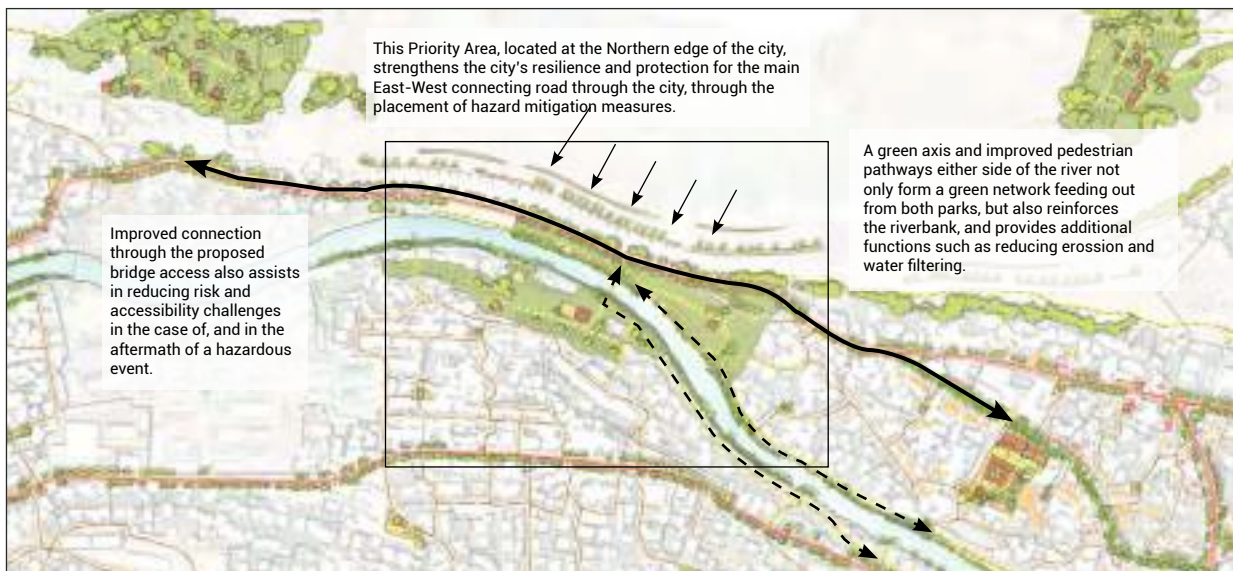 This Priority Area, located at the Northern edge of the city,
strengthens the city's resilience and protection for the main
East-West connecting road through the city, through the
placement of hazard mitigation measures.
A green axis and improved pedestrian
pathways either side of the river not
only form a green network feeding out
from both parks, but also reinforces
the riverbank, and provides additional
functions such as reducing erossion and
water filtering.
Improved connection
through the proposed
bridge access also assists
in reducing risk and
accessibility challenges
in the case of, and in the
aftermath of a hazardous
event.